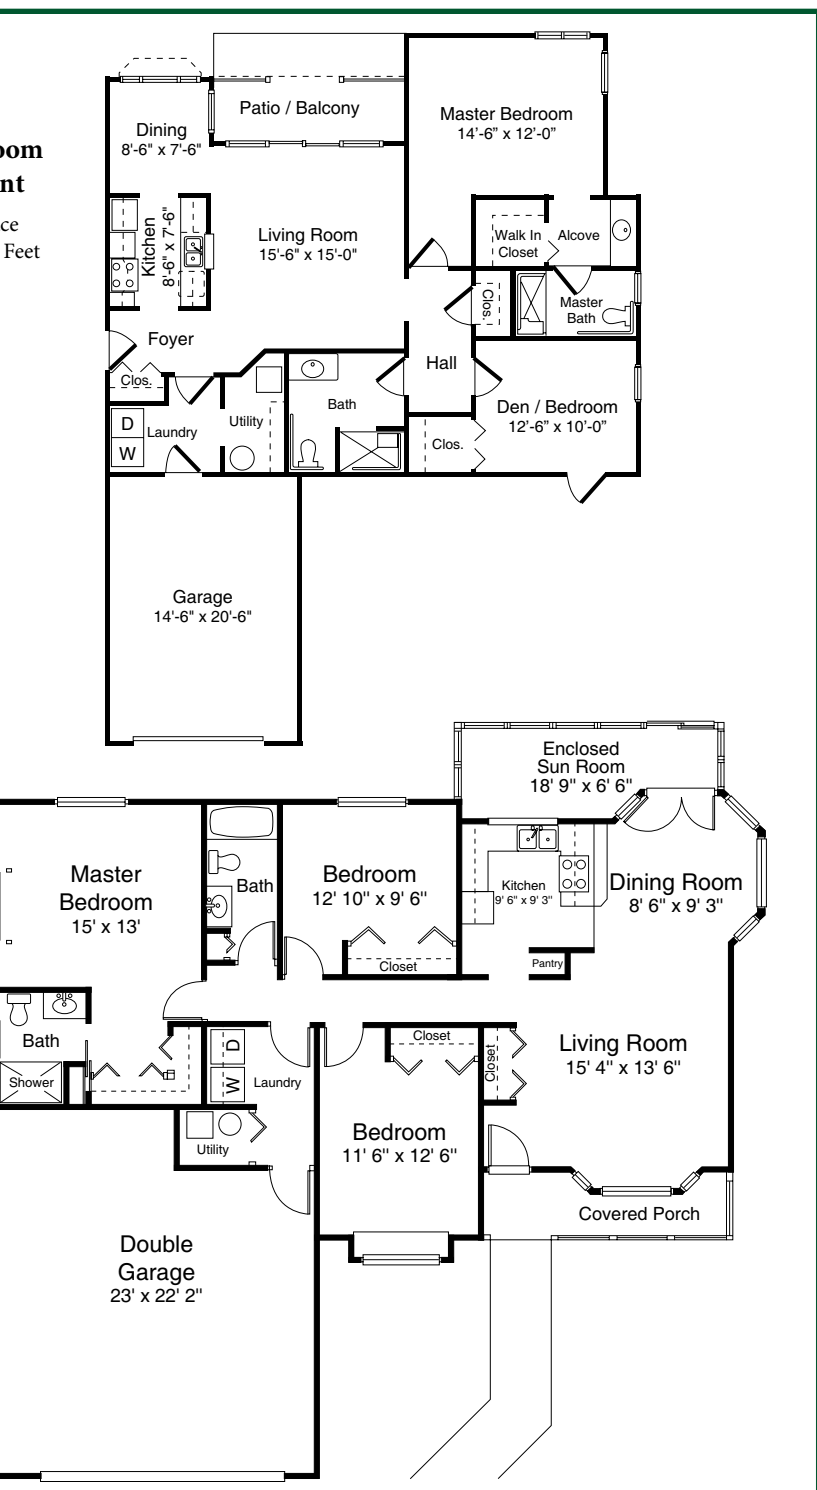 oom
nt
ce
Feet
Patio / Balcony
Dining
8'-6" x 7'-6"
Master Bedroom
14'-6" x 12'-0"
Kitchen
8'-6" x 7'-6"
Living Room
15'-6" x 15'-0"
Walk In
Closet
Alcove
Clos.
Master
Bath
Foyer
Clos.
Hall
Bath
Utility
Laundry
D
W
Den / Bedroom
12'-6" x 10'-0"
Clos.
Garage
14'-6" x 20'-6"
Enclosed
Sun Room
18' 9" x 6' 6"
Master
Bedroom
15' x 13'
Bath
Bedroom
12' 10" x 9' 6"
Closet
Kitchen
9' 6" x 9' 3"
Dining Room
8' 6" x 9' 3"
Pantry
Bath
Shower
D
W
Laundry
Utility
Closet
Closet
Living Room
15' 4" x 13' 6"
Bedroom
11' 6" x 12' 6"
Covered Porch
Double
Garage
23' x 22' 2"